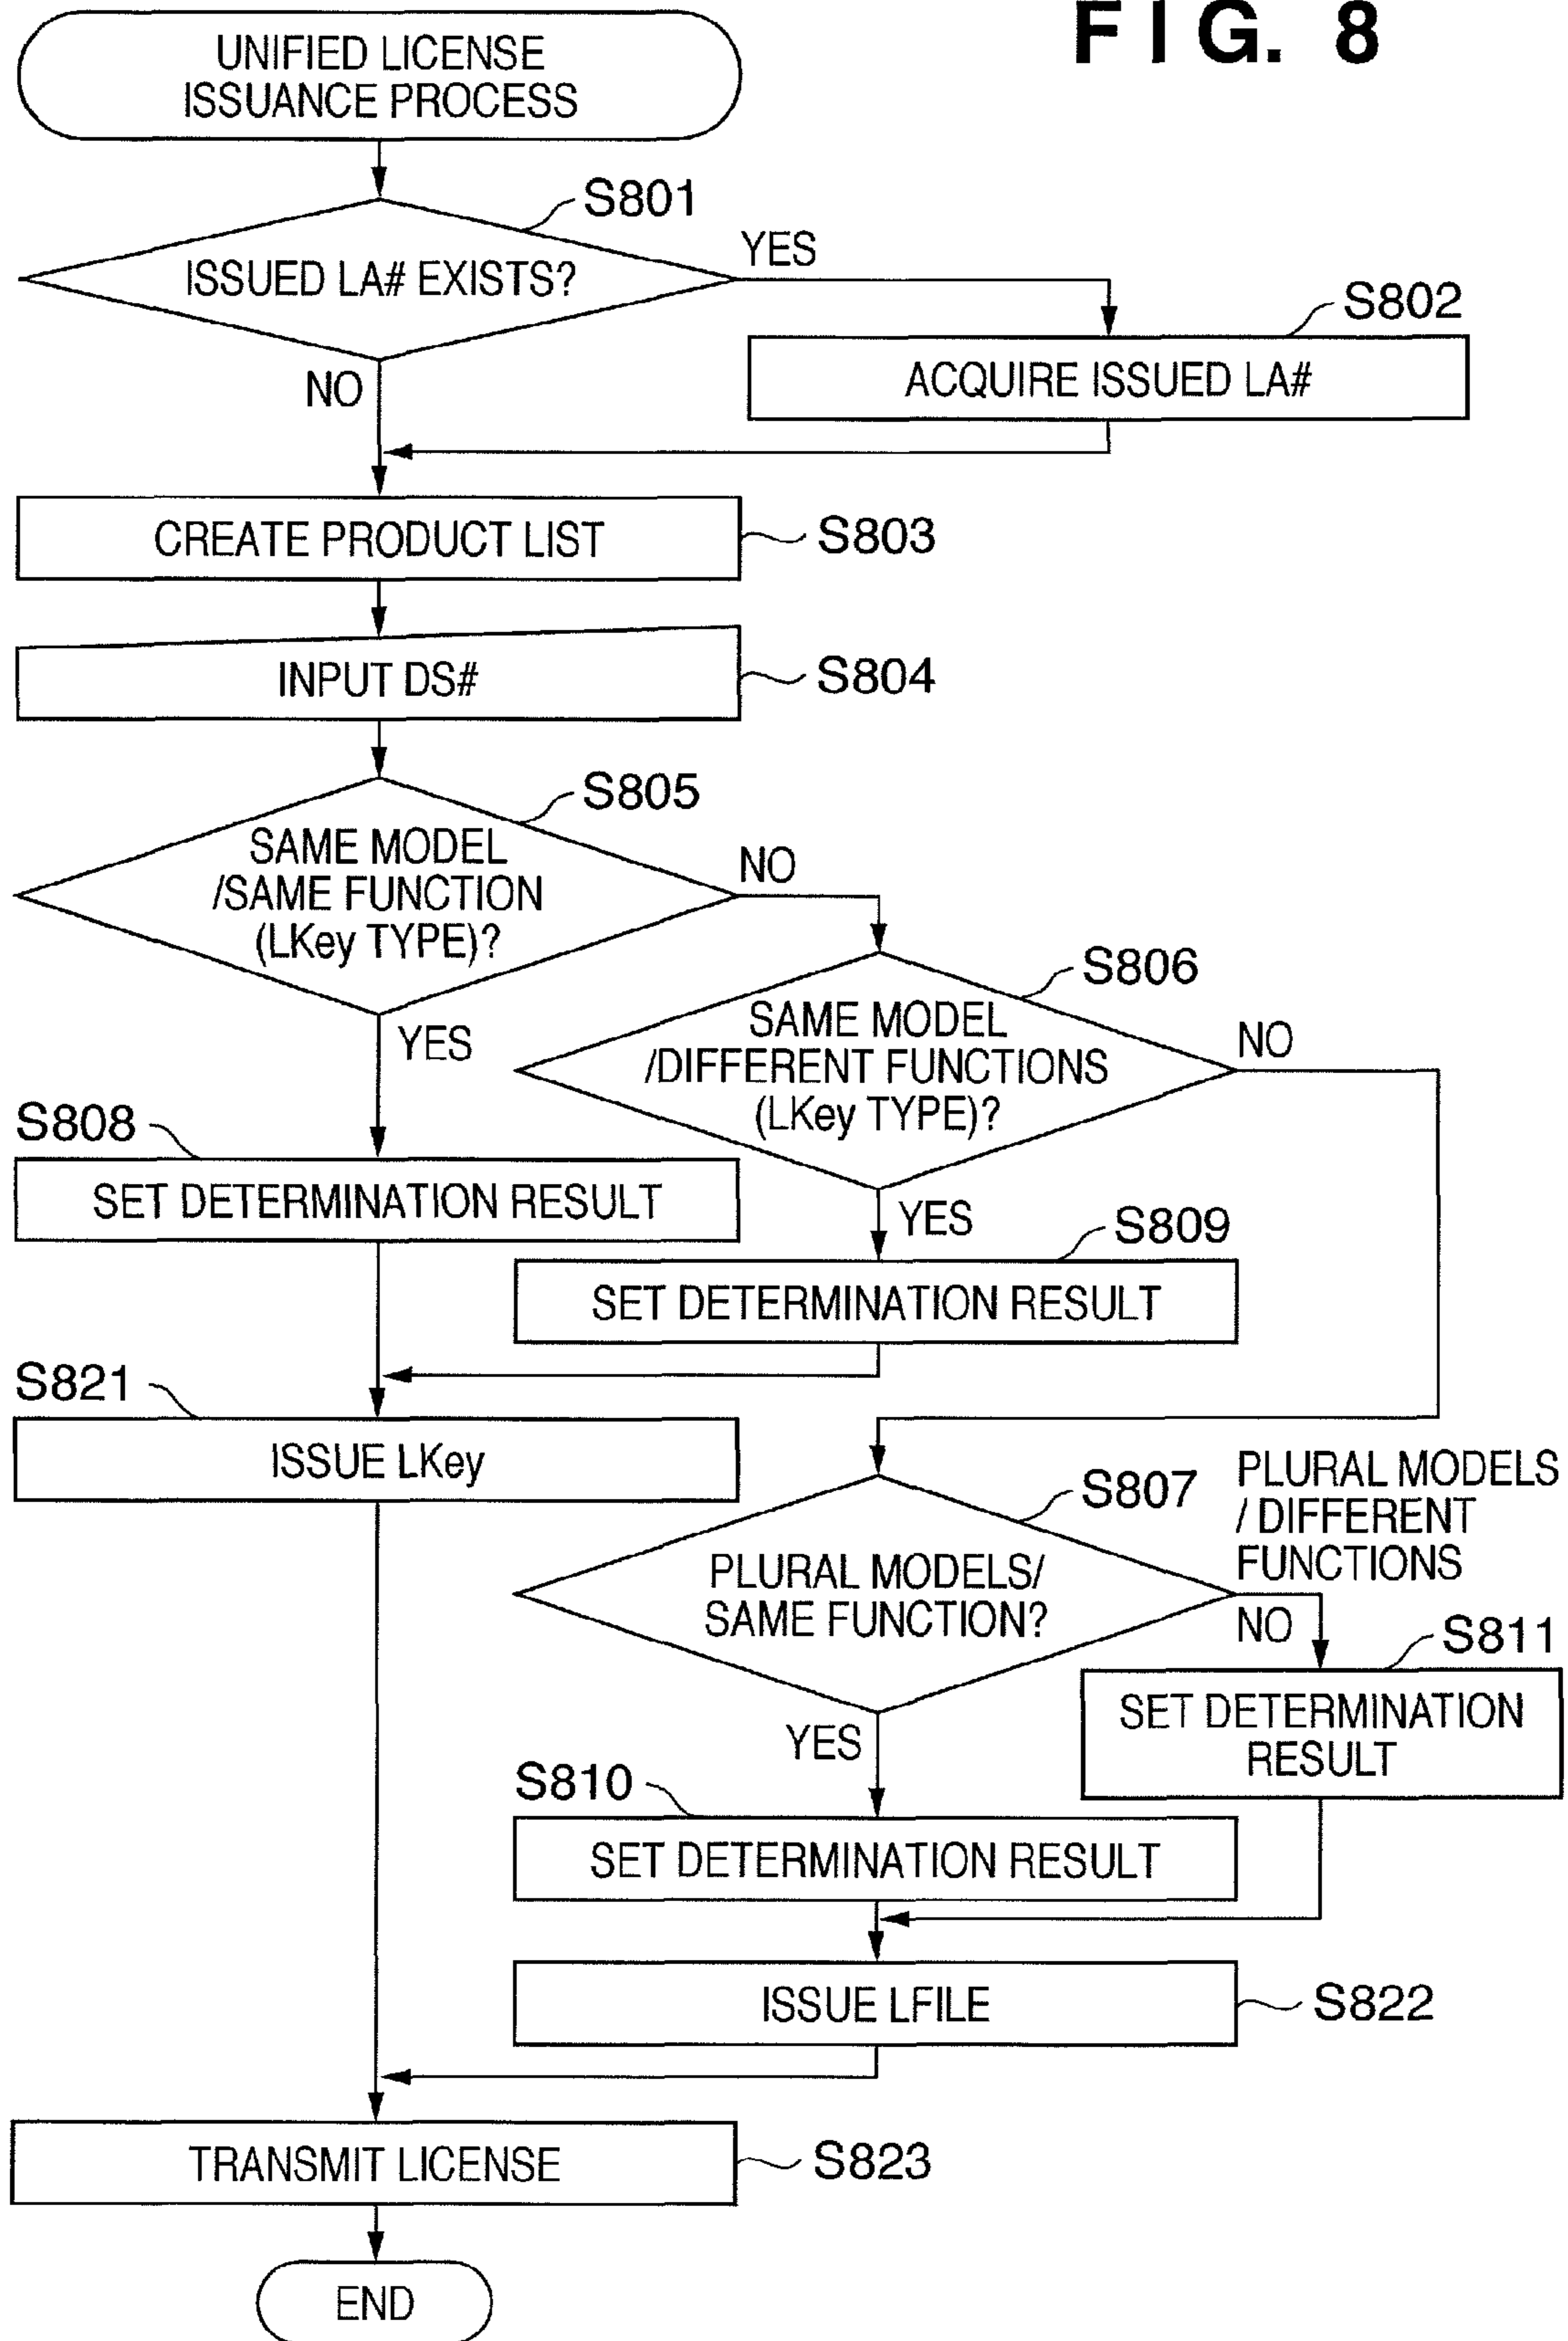 FIG. 8
UNIFIED LICENSE
ISSUANCE PROCESS
S801
ISSUED LA# EXISTS?
YES
NO
S802
ACQUIRE ISSUED LA#
CREATE PRODUCT LIST
S803
INPUT DS#
S804
S805
SAME MODEL
/SAME FUNCTION
(LKey TYPE)?
NO
YES
S806
SAME MODEL
/DIFFERENT FUNCTIONS
(LKey TYPE)?
NO
YES
S808
SET DETERMINATION RESULT
S809
SET DETERMINATION RESULT
S821
ISSUE LKey
S807
PLURAL MODELS/
SAME FUNCTION?
PLURAL MODELS
/ DIFFERENT
FUNCTIONS
NO
YES
S811
SET DETERMINATION
RESULT
S810
SET DETERMINATION RESULT
ISSUE LFILE
S822
TRANSMIT LICENSE
S823
END